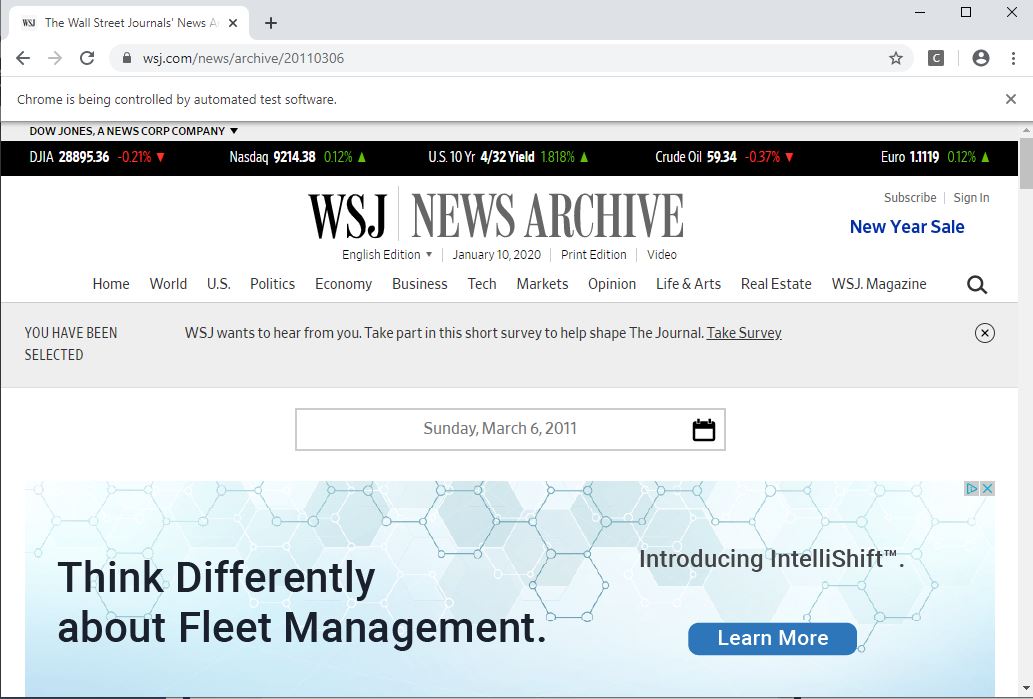 WSJ The Wall Street Journals' News A
wsj.com/news/archive/20110306
C
Chrome is being controlled by automated test software.
DOW JONES, A NEWS CORP COMPANY ▼
DJIA 28895.36 -0.21% ▼ Nasdaq 9214.38 0.12% ▲ U.S. 10 Yr 4/32 Yield 1.818% ▲ Crude Oil 59.34 -0.37% ▼ Euro 1.1119 0.12% ▲
Subscribe | Sign In
WSJ | NEWS ARCHIVE
New Year Sale
English Edition ▼ | January 10, 2020 | Print Edition | Video
Home World U.S. Politics Economy Business Tech Markets Opinion Life & Arts Real Estate WSJ. Magazine
YOU HAVE BEEN
SELECTED
WSJ wants to hear from you. Take part in this short survey to help shape The Journal. Take Survey
Sunday, March 6, 2011
Think Differently
about Fleet Management.
Introducing IntelliShift™.
Learn More